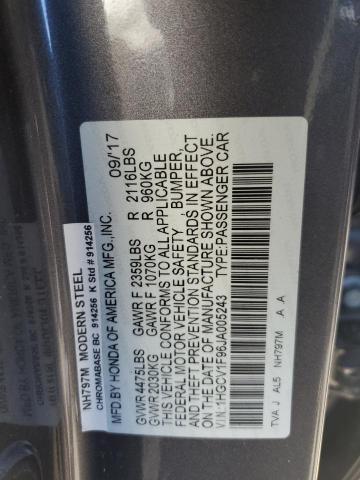 NH797M MODERN STEEL
CHROMABASE BC 914256 K Std # 914256
MFD.BY HONDA OF AMERICA MFG.,INC. 09/17
GVWR 4475LBS GAWR F 2359LBS R 2116LBS
GVWR 2030KG GAWR F 1070KG R 960KG
THIS VEHICLE CONFORMS TO ALL APPLICABLE
FEDERAL MOTOR VEHICLE SAFETY , BUMPER,
AND THEFT PREVENTION STANDARDS IN EFFECT
ON THE DATE OF MANUFACTURE SHOWN ABOVE.
V.I.N:1HGCV1F96JA005243 TYPE:PASSENGER CAR
TVA J AL5 NH797M .A .A